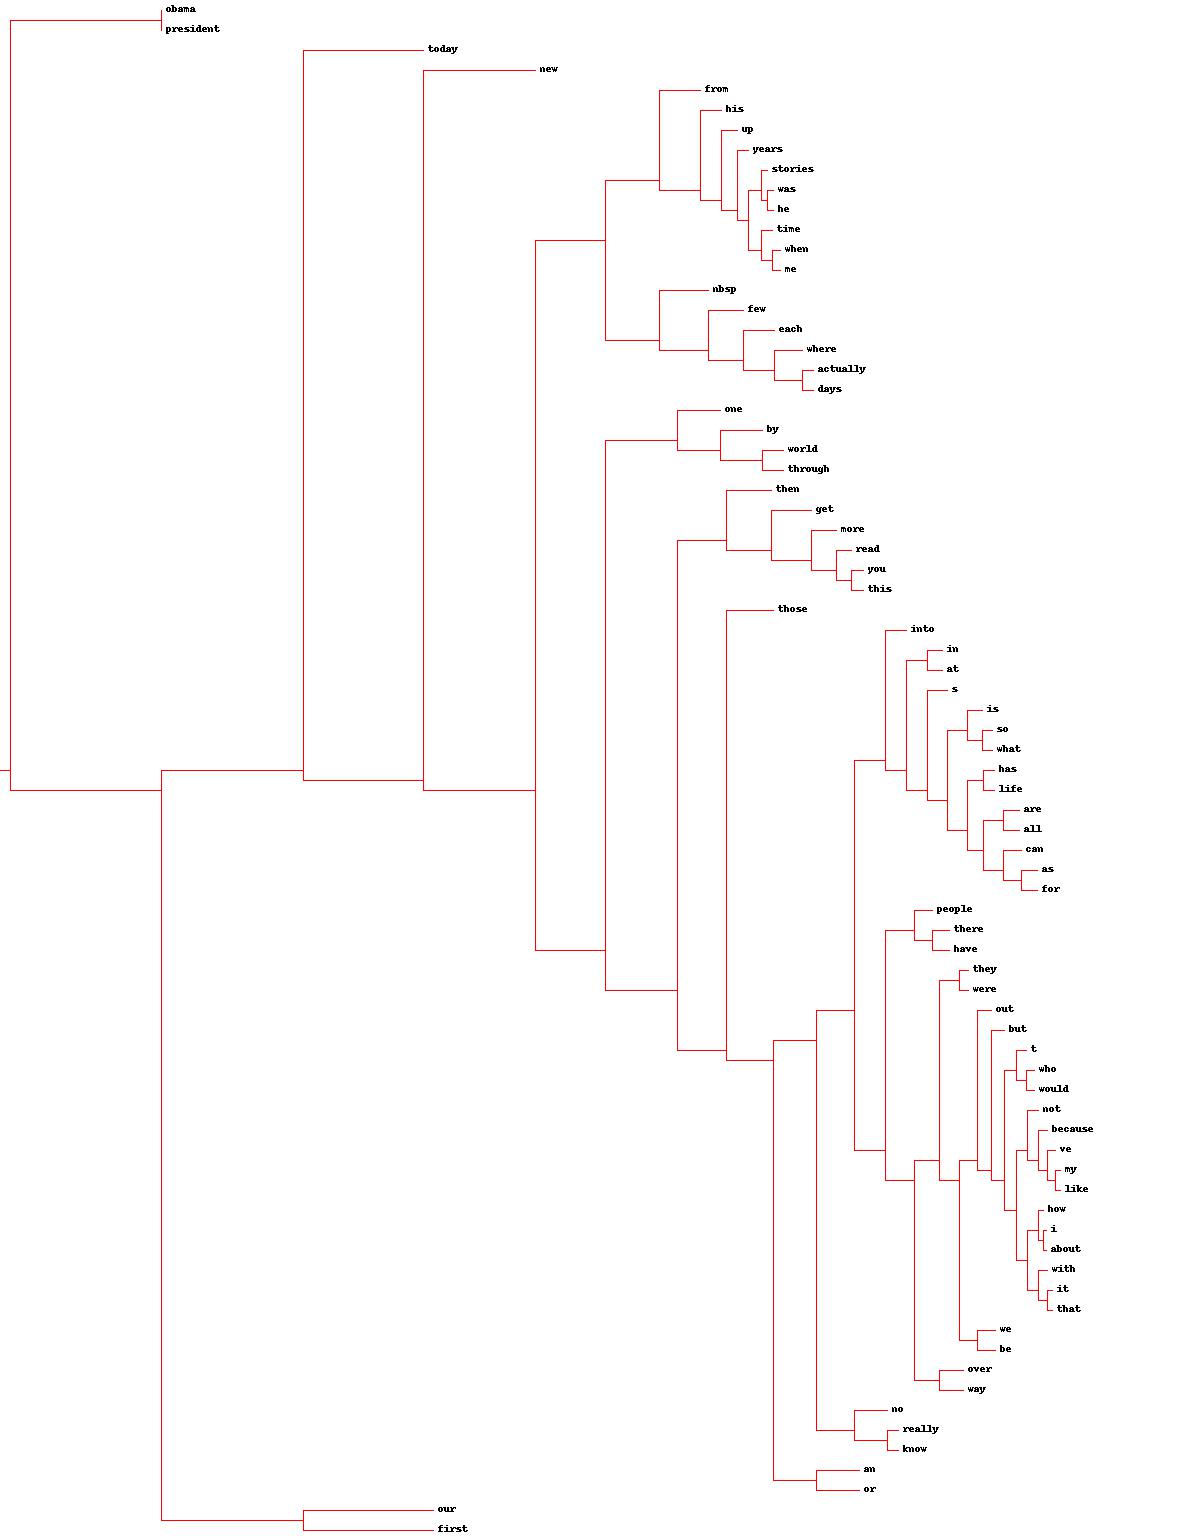 obama
president
today
new
from
his
up
years
stories
was
he
time
when
me
nbsp
few
each
where
actually
days
one
by
world
through
then
get
more
read
you
this
those
into
in
at
s
is
so
what
has
life
are
all
can
as
for
people
there
have
they
were
out
but
t
who
would
not
because
ve
my
like
how
i
about
with
it
that
we
be
over
way
no
really
know
an
or
our
first